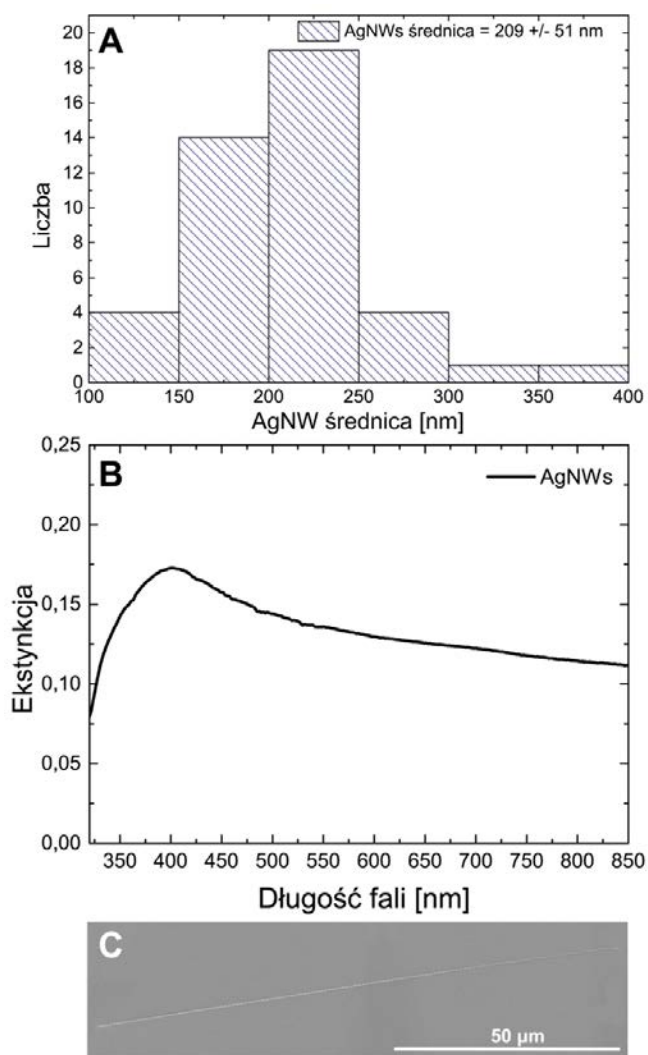 A
AgNWs średnica = 209 +/- 51 nm
Liczba
20
18
16
14
12
10
8
6
4
2
0
100 150 200 250 300 350 400
AgNW średnica [nm]
B
AgNWs
Ekstynkcja
0,25
0,20
0,15
0,10
0,05
0,00
350 400 450 500 550 600 650 700 750 800 850
Długość fali [nm]
C
50 µm